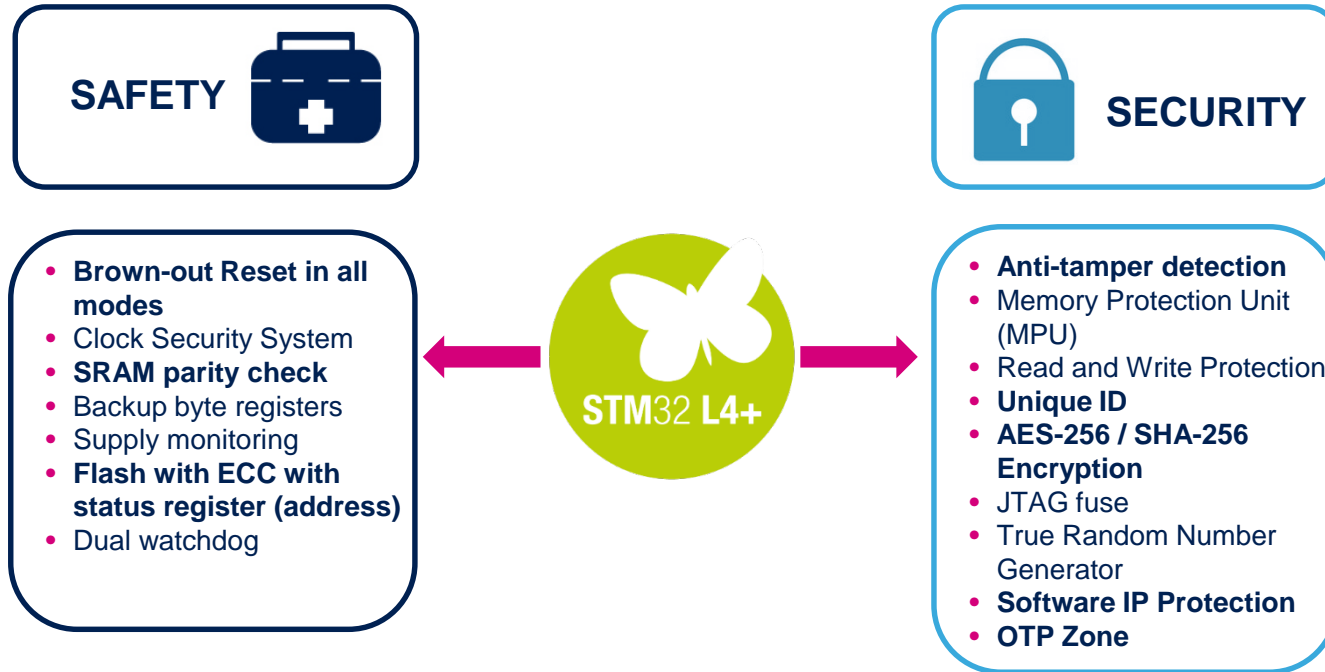 SAFETY
SECURITY
• Brown-out Reset in all
modes
• Clock Security System
• SRAM parity check
• Backup byte registers
• Supply monitoring
• Flash with ECC with
status register (address)
• Dual watchdog
STM32 L4+
• Anti-tamper detection
• Memory Protection Unit
(MPU)
• Read and Write Protection
• Unique ID
• AES-256 / SHA-256
Encryption
• JTAG fuse
• True Random Number
Generator
• Software IP Protection
• OTP Zone